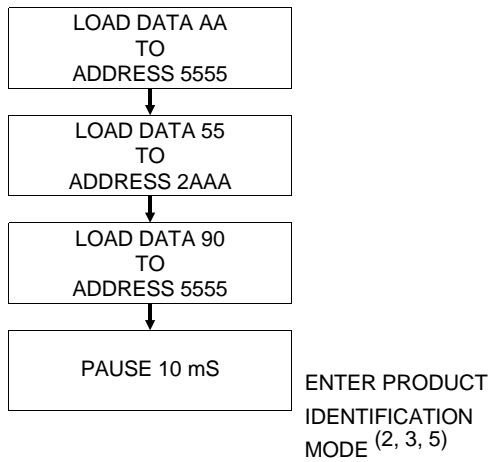 LOAD DATA AA
TO
ADDRESS 5555
LOAD DATA 55
TO
ADDRESS 2AAA
LOAD DATA 90
TO
ADDRESS 5555
PAUSE 10 mS
ENTER PRODUCT
IDENTIFICATION
MODE (2, 3, 5)